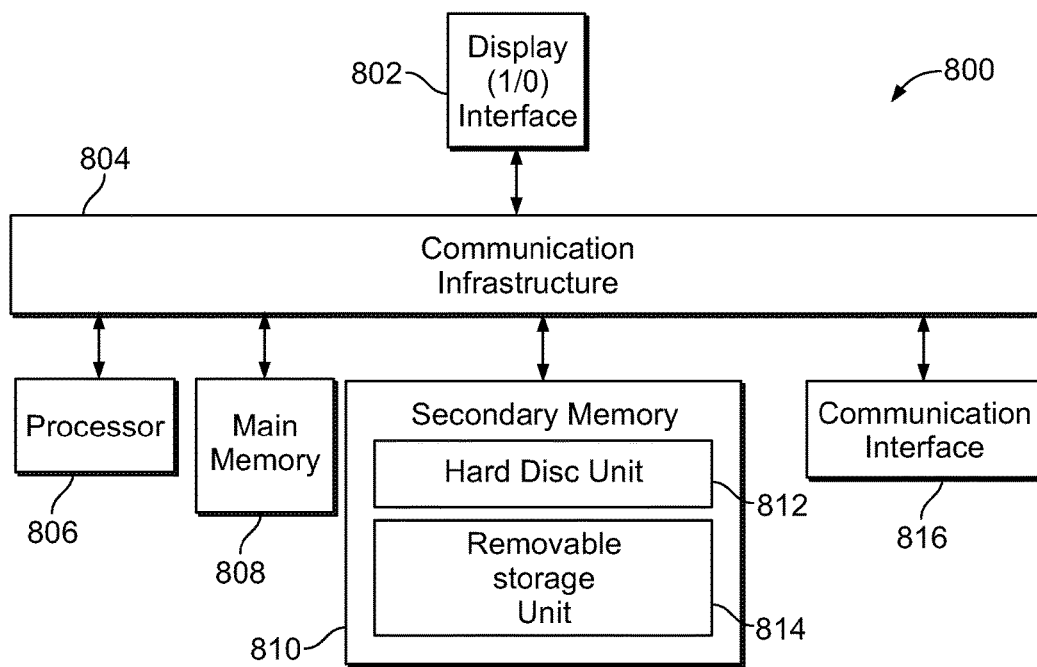 Display
(1/0)
Interface
802
800
804
Communication
Infrastructure
Processor
806
Main
Memory
808
Secondary Memory
Hard Disc Unit
812
Removable
storage
Unit
814
810
Communication
Interface
816